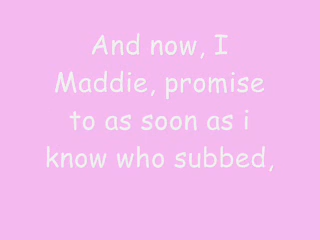 And now, I
Maddie, promise
to as soon as i
know who subbed,